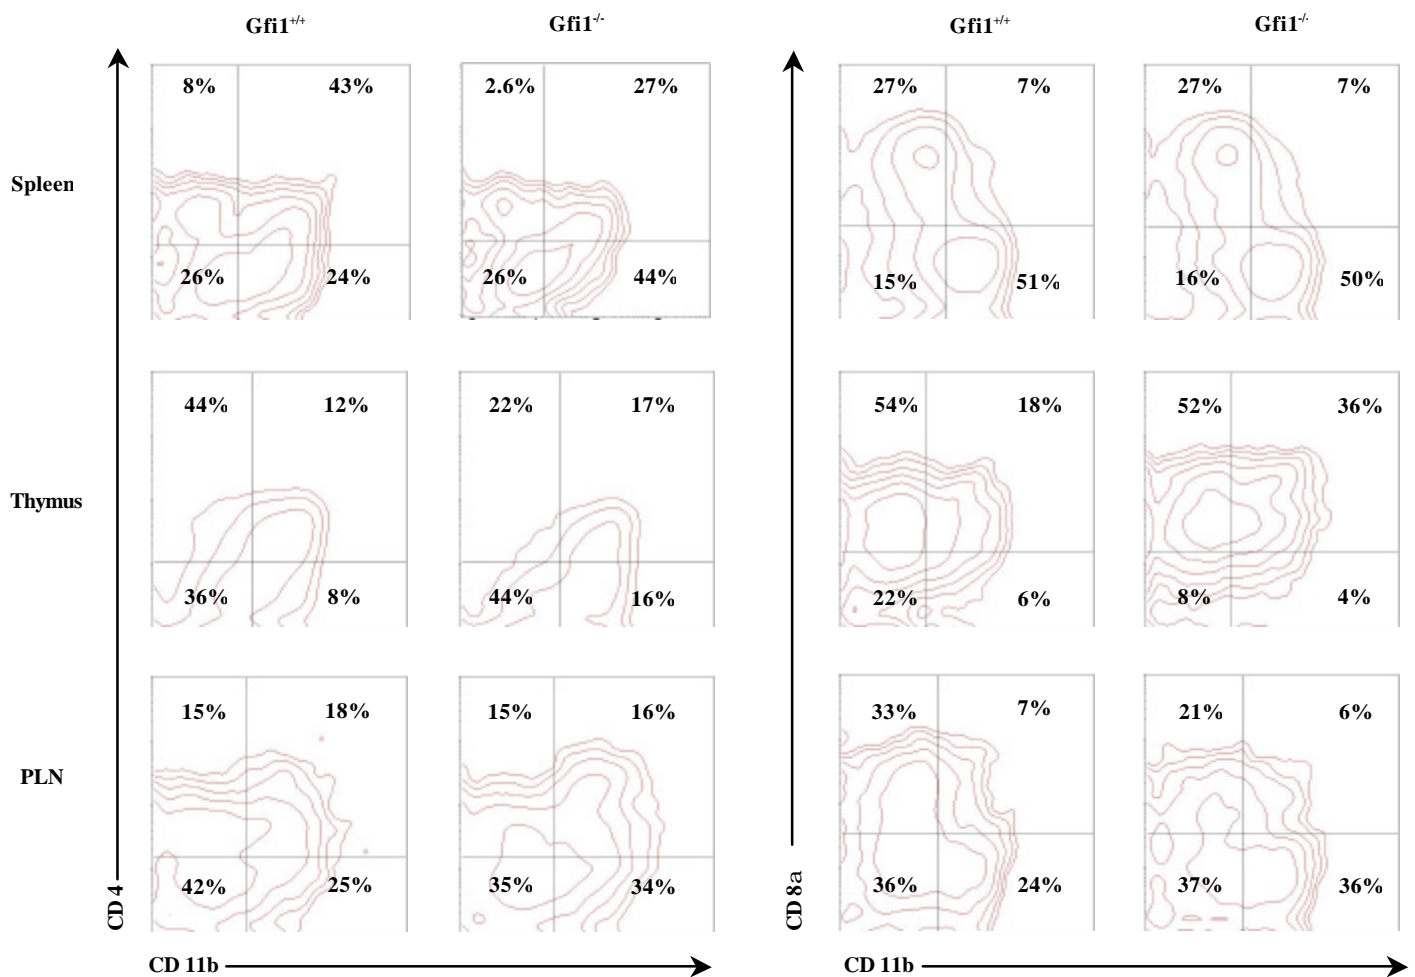 Gfi1+/+ Gfi1-/- Gfi1+/+ Gfi1-/-
8% 43% 2.6% 27% 27% 7% 27% 7%
Spleen
26% 24% 26% 44% 15% 51% 16% 50%
44% 12% 22% 17% 54% 18% 52% 36%
Thymus
36% 8% 44% 16% 22% 6% 8% 4%
15% 18% 15% 16% 33% 7% 21% 6%
PLN
42% 25% 35% 34% 36% 24% 37% 36%
CD 4
CD 8a
CD 11b CD 11b